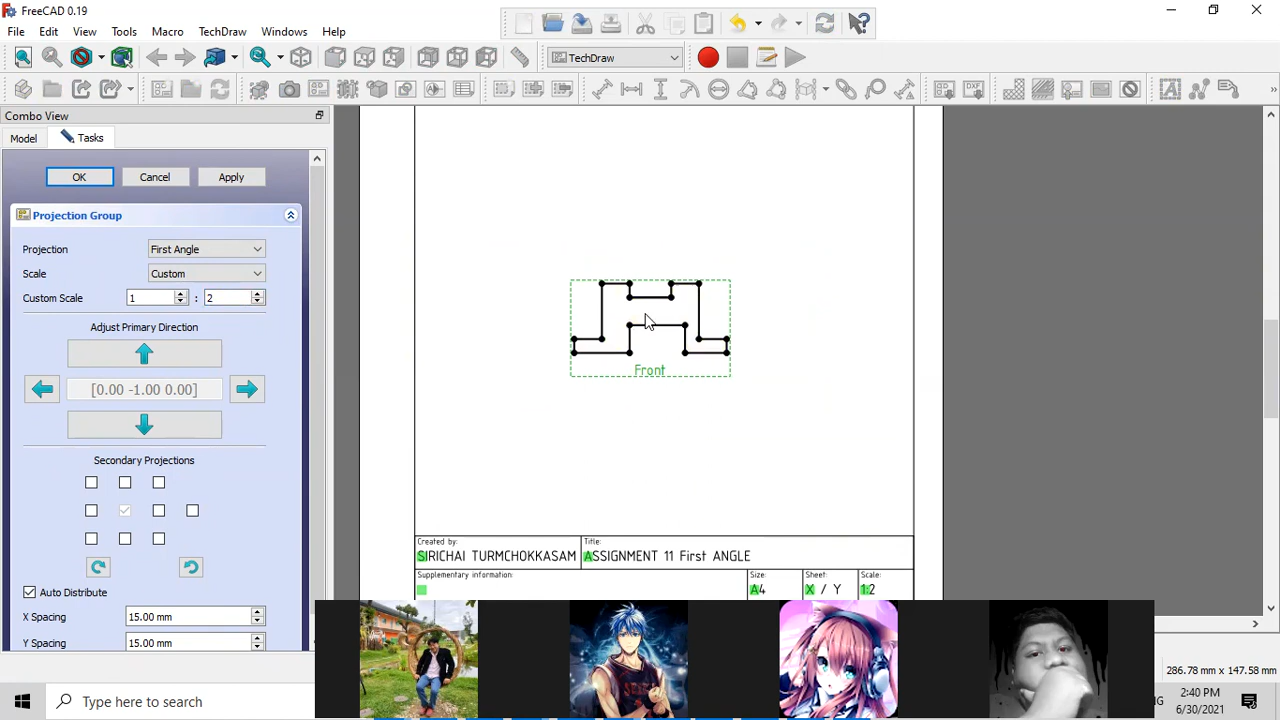 FreeCAD 0.19
File Edit View Tools Macro TechDraw Windows Help
TechDraw
Combo View
Model Tasks
OK Cancel Apply
Projection Group
Projection First Angle
Scale Custom
Custom Scale 1 : 2
Adjust Primary Direction
[0.00 -1.00 0.00]
Secondary Projections
Auto Distribute
X Spacing 15.00 mm
Y Spacing 15.00 mm
Front
Created by: Title:
SIRICHAI TURMCHOKKASAM ASSIGNMENT 11 First ANGLE
Supplementary information: Size: Sheet: Scale:
A4 X / Y 1:2
286.78 mm x 147.58 mm
Type here to search
2:40 PM
6/30/2021